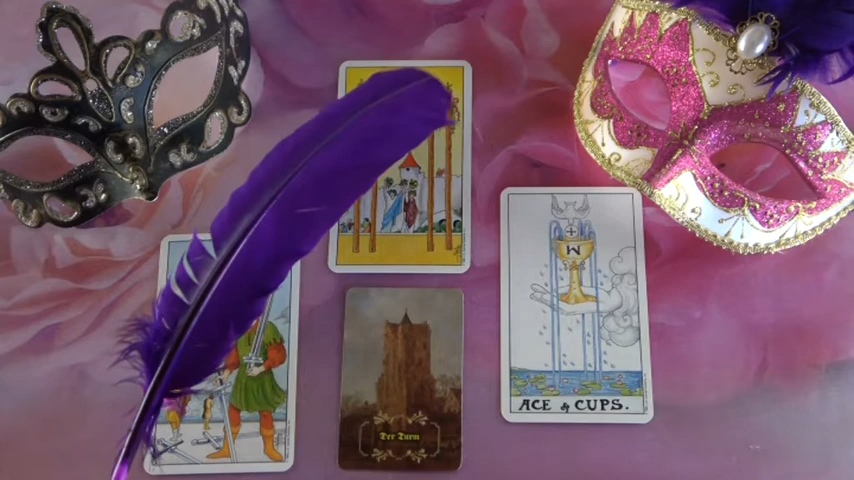 Der Turm
W
ACE of CUPS.